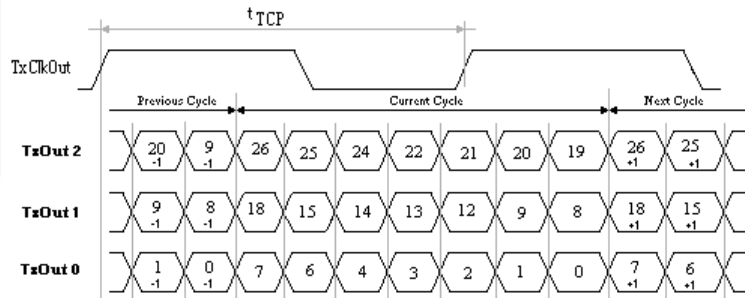 tTCP
TxClkOut
Previous Cycle Current Cycle Next Cycle
TxOut 2 20 -1 9 -1 26 25 24 22 21 20 19 26 +1 25 +1
TxOut 1 9 -1 8 -1 18 15 14 13 12 9 8 18 +1 15 +1
TxOut 0 1 -1 0 -1 7 6 4 3 2 1 0 7 +1 6 +1